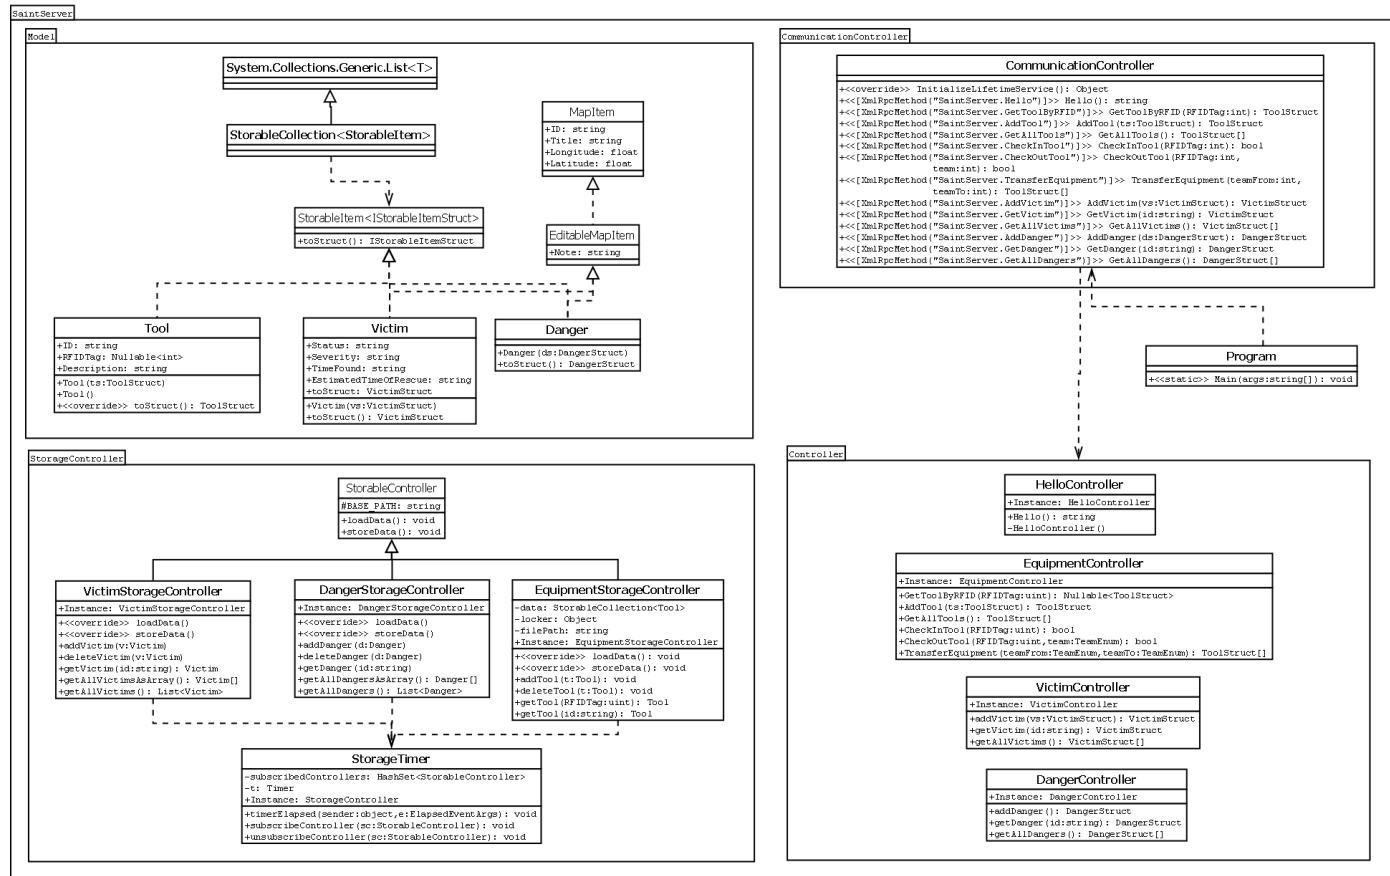 SaintServer
Model
System.Collections.Generic.List<T>
StorableCollection<StorableItem>
MapItem
+ID: string
+Title: string
+Longitude: float
+Latitude: float
StorableItem<IStorableItemStruct>
+toStruct(): IStorableItemStruct
EditableMapItem
+Note: string
Tool
+ID: string
+RFIDTag: Nullable<int>
+Description: string
+Tool(ts:ToolStruct)
+Tool()
+<<override>> toStruct(): ToolStruct
Victim
+Status: string
+Severity: string
+TimeFound: string
+EstimatedTimeOfRescue: string
+toStruct: VictimStruct
+Victim(vs:VictimStruct)
+toStruct(): VictimStruct
Danger
+Danger(ds:DangerStruct)
+toStruct(): DangerStruct
CommunicationController
CommunicationController
+<<override>> InitializeLifetimeService(): Object
+<<[XmlRpcMethod("SaintServer.Hello")]>> Hello(): string
+<<[XmlRpcMethod("SaintServer.GetToolByRFID")]>> GetToolByRFID(RFIDTag:int): ToolStruct
+<<[XmlRpcMethod("SaintServer.AddTool")]>> AddTool(ts:ToolStruct): ToolStruct
+<<[XmlRpcMethod("SaintServer.GetAllTools")]>> GetAllTools(): ToolStruct[]
+<<[XmlRpcMethod("SaintServer.CheckInTool")]>> CheckInTool(RFIDTag:int): bool
+<<[XmlRpcMethod("SaintServer.CheckOutTool")]>> CheckOutTool(RFIDTag:int,
team:int): bool
+<<[XmlRpcMethod("SaintServer.TransferEquipment")]>> TransferEquipment(teamFrom:int,
teamTo:int): ToolStruct[]
+<<[XmlRpcMethod("SaintServer.AddVictim")]>> AddVictim(vs:VictimStruct): VictimStruct
+<<[XmlRpcMethod("SaintServer.GetVictim")]>> GetVictim(id:string): VictimStruct
+<<[XmlRpcMethod("SaintServer.GetAllVictims")]>> GetAllVictims(): VictimStruct[]
+<<[XmlRpcMethod("SaintServer.AddDanger")]>> AddDanger(ds:DangerStruct): DangerStruct
+<<[XmlRpcMethod("SaintServer.GetDanger")]>> GetDanger(id:string): DangerStruct
+<<[XmlRpcMethod("SaintServer.GetAllDangers")]>> GetAllDangers(): DangerStruct[]
Program
+<<static>> Main(args:string[]): void
StorageController
StorableController
#BASE_PATH: string
+loadData(): void
+storeData(): void
VictimStorageController
+Instance: VictimStorageController
+<<override>> loadData()
+<<override>> storeData()
+addVictim(v:Victim)
+deleteVictim(v:Victim)
+getVictim(id:string): Victim
+getAllVictimsAsArray(): Victim[]
+getAllVictims(): List<Victim>
DangerStorageController
+Instance: DangerStorageController
+<<override>> loadData()
+<<override>> storeData()
+addDanger(d:Danger)
+deleteDanger(d:Danger)
+getDanger(id:string)
+getAllDangersAsArray(): Danger[]
+getAllDangers(): List<Danger>
EquipmentStorageController
-data: StorableCollection<Tool>
-locker: Object
-filePath: string
+Instance: EquipmentStorageController
+<<override>> loadData(): void
+<<override>> storeData(): void
+addTool(t:Tool): void
+deleteTool(t:Tool): void
+getTool(RFIDTag:uint): Tool
+getTool(id:string): Tool
StorageTimer
-subscribedControllers: HashSet<StorableController>
-t: Timer
+Instance: StorageController
+timerElapsed(sender:object,e:ElapsedEventArgs): void
+subscribeController(sc:StorableController): void
+unsubscribeController(sc:StorableController): void
Controller
HelloController
+Instance: HelloController
+Hello(): string
-HelloController()
EquipmentController
+Instance: EquipmentController
+GetToolByRFID(RFIDTag:uint): Nullable<ToolStruct>
+AddTool(ts:ToolStruct): ToolStruct
+GetAllTools(): ToolStruct[]
+CheckInTool(RFIDTag:uint): bool
+CheckOutTool(RFIDTag:uint,team:TeamEnum): bool
+TransferEquipment(teamFrom:TeamEnum,teamTo:TeamEnum): ToolStruct[]
VictimController
+Instance: VictimController
+addVictim(vs:VictimStruct): VictimStruct
+getVictim(id:string): VictimStruct
+getAllVictims(): VictimStruct[]
DangerController
+Instance: DangerController
+addDanger(): DangerStruct
+getDanger(id:string): DangerStruct
+getAllDangers(): DangerStruct[]